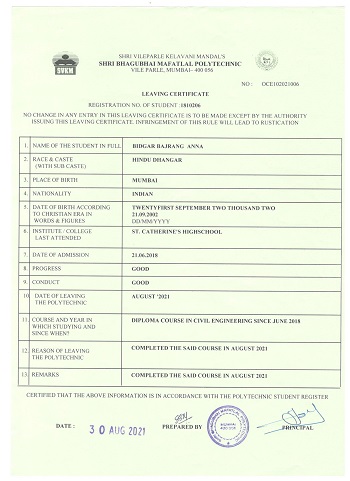 SHRI VILEPARLE KELAVANI MANDAL'S
SHRI BHAGUBHAI MAFATLAL POLYTECHNIC
VILE PARLE, MUMBAI- 400 056
SVKM
NO : OCE102021006
LEAVING CERTIFICATE
REGISTRATION NO. OF STUDENT :1810206
NO CHANGE IN ANY ENTRY IN THIS LEAVING CERTIFICATE IS TO BE MADE EXCEPT BY THE AUTHORITY
ISSUING THIS LEAVING CERTIFICATE. INFRINGEMENT OF THIS RULE WILL LEAD TO RUSTICATION
1. NAME OF THE STUDENT IN FULL BIDGAR BAJRANG ANNA
2. RACE & CASTE HINDU DHANGAR
(WITH SUB CASTE)
3. PLACE OF BIRTH MUMBAI
4. NATIONALITY INDIAN
5. DATE OF BIRTH ACCORDING TWENTYFIRST SEPTEMBER TWO THOUSAND TWO
TO CHRISTIAN ERA IN 21.09.2002
WORDS & FIGURES DD/MM/YYYY
6. INSTITUTE / COLLEGE ST. CATHERINE'S HIGHSCHOOL
LAST ATTENDED
7. DATE OF ADMISSION 21.06.2018
8. PROGRESS GOOD
9. CONDUCT GOOD
10. DATE OF LEAVING AUGUST '2021
THE POLYTECHNIC
11. COURSE AND YEAR IN DIPLOMA COURSE IN CIVIL ENGINEERING SINCE JUNE 2018
WHICH STUDYING AND
SINCE WHEN?
12. REASON OF LEAVING COMPLETED THE SAID COURSE IN AUGUST 2021
THE POLYTECHNIC
13. REMARKS COMPLETED THE SAID COURSE IN AUGUST 2021
CERTIFIED THAT THE ABOVE INFORMATION IS IN ACCORDANCE WITH THE POLYTECHNIC STUDENT REGISTER
DATE : 30 AUG 2021 PREPARED BY PRINCIPAL